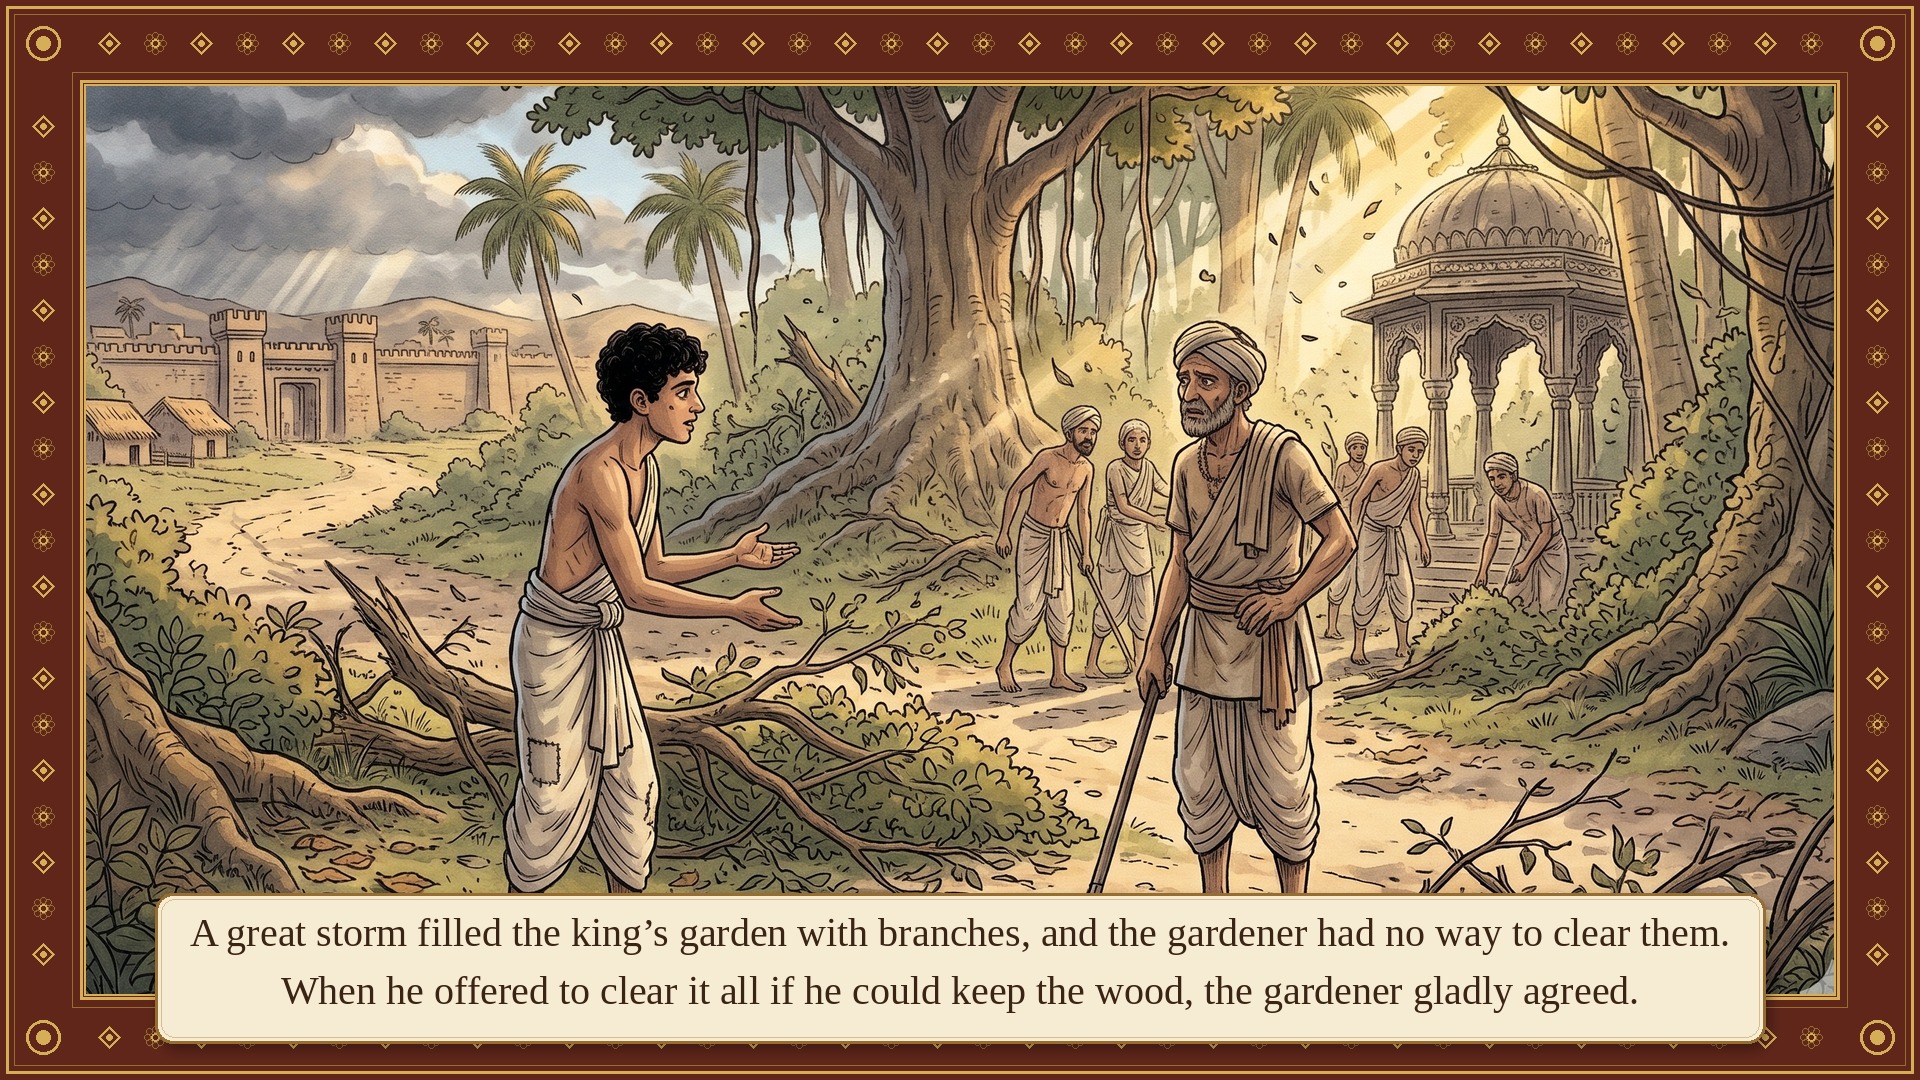 A great storm filled the king’s garden with branches, and the gardener had no way to clear them.
When he offered to clear it all if he could keep the wood, the gardener gladly agreed.